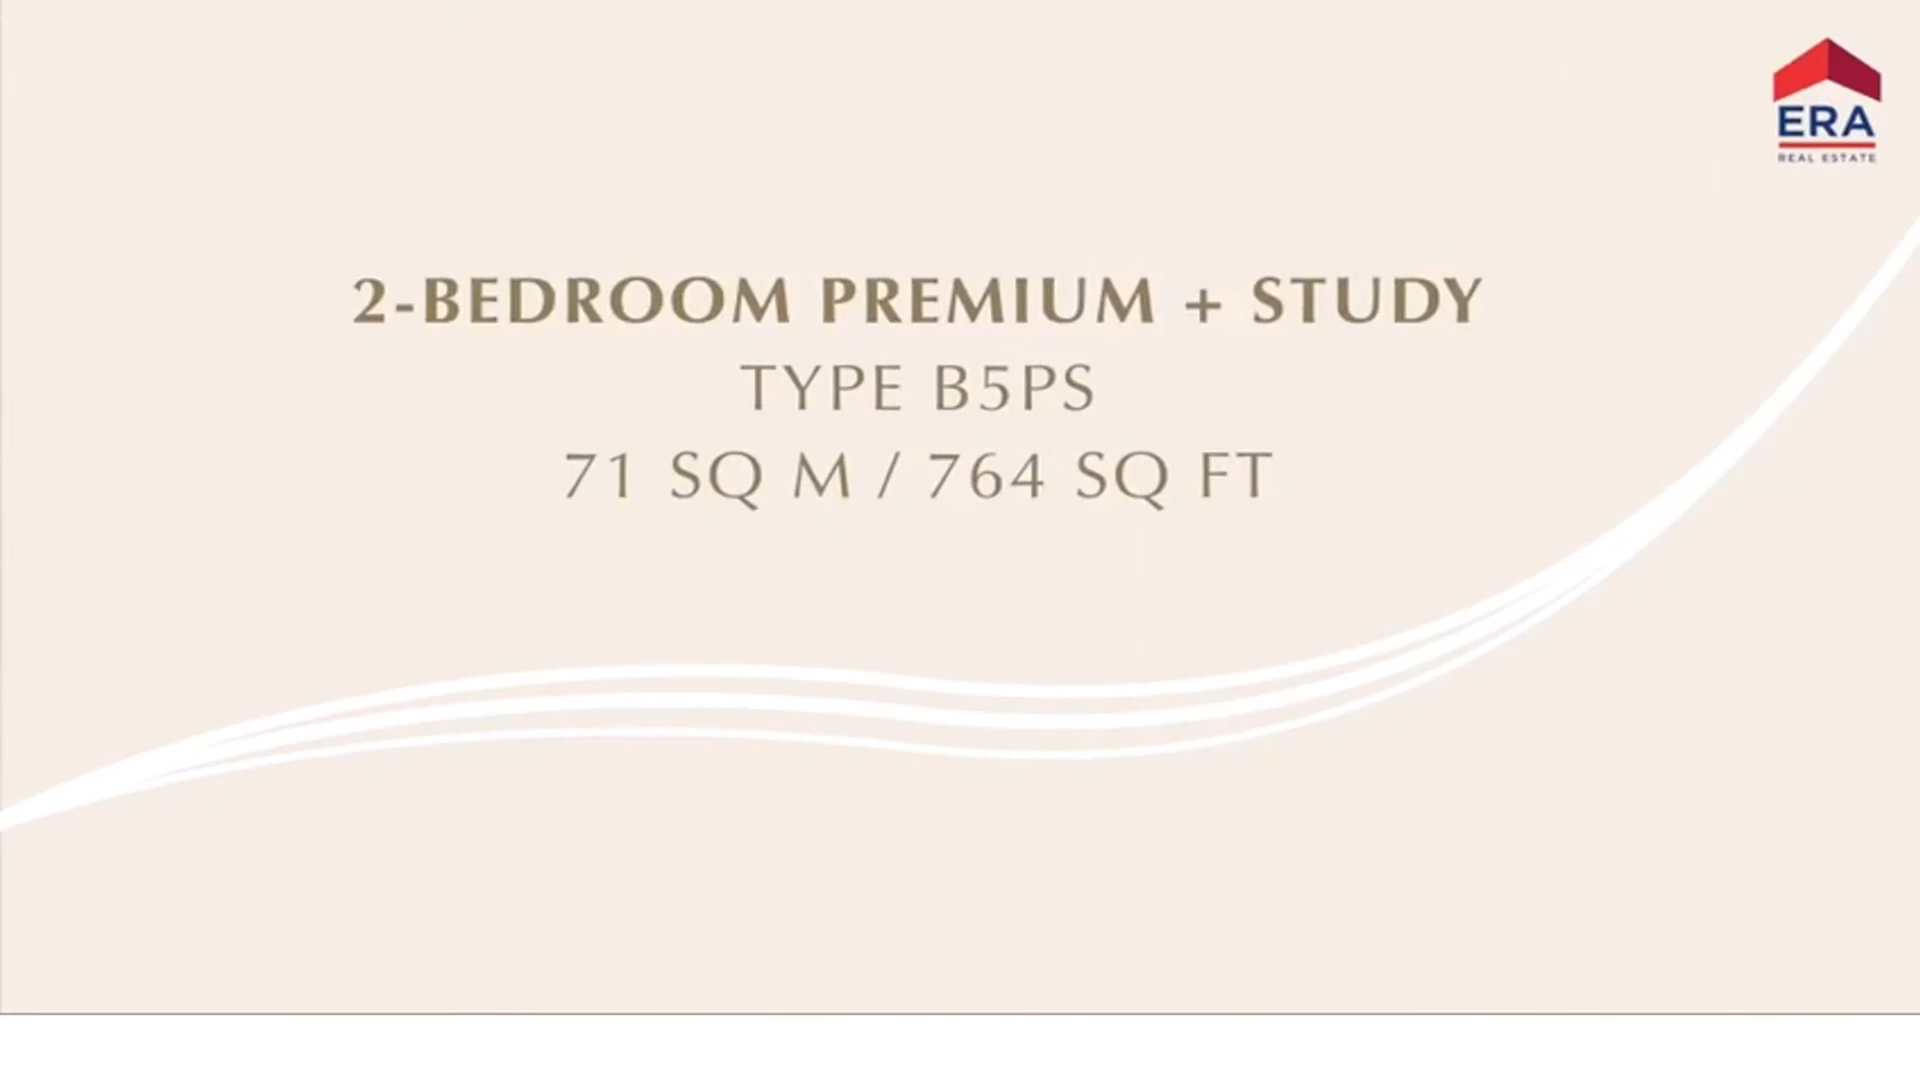 ERA
REAL ESTATE
2-BEDROOM PREMIUM + STUDY
TYPE B5PS
71 SQ M / 764 SQ FT